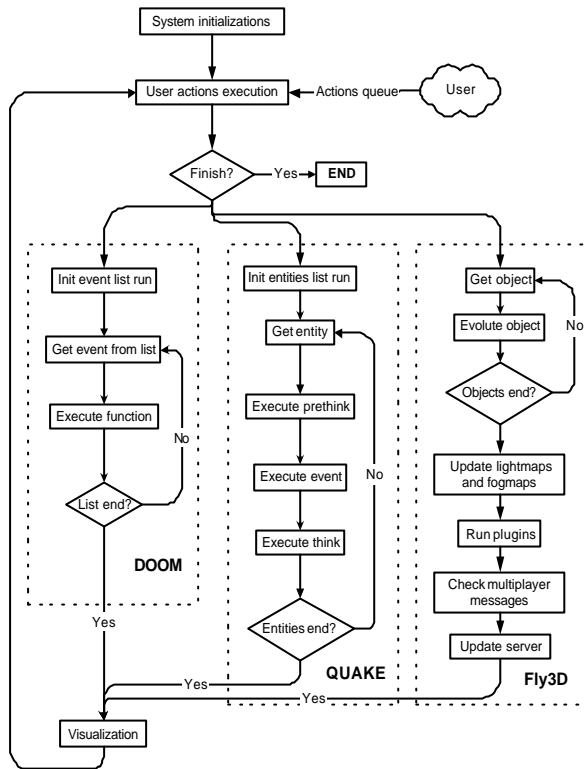 System initializations
User actions execution
Actions queue
User
Finish?
Yes
END
Init event list run
Get event from list
Execute function
No
List end?
DOOM
Yes
Init entities list run
Get entity
Execute prethink
No
Execute event
Execute think
Entities end?
QUAKE
Yes
Get object
No
Evolute object
Objects end?
Update lightmaps
and fogmaps
Run plugins
Check multiplayer
messages
Update server
Fly3D
Yes
Visualization